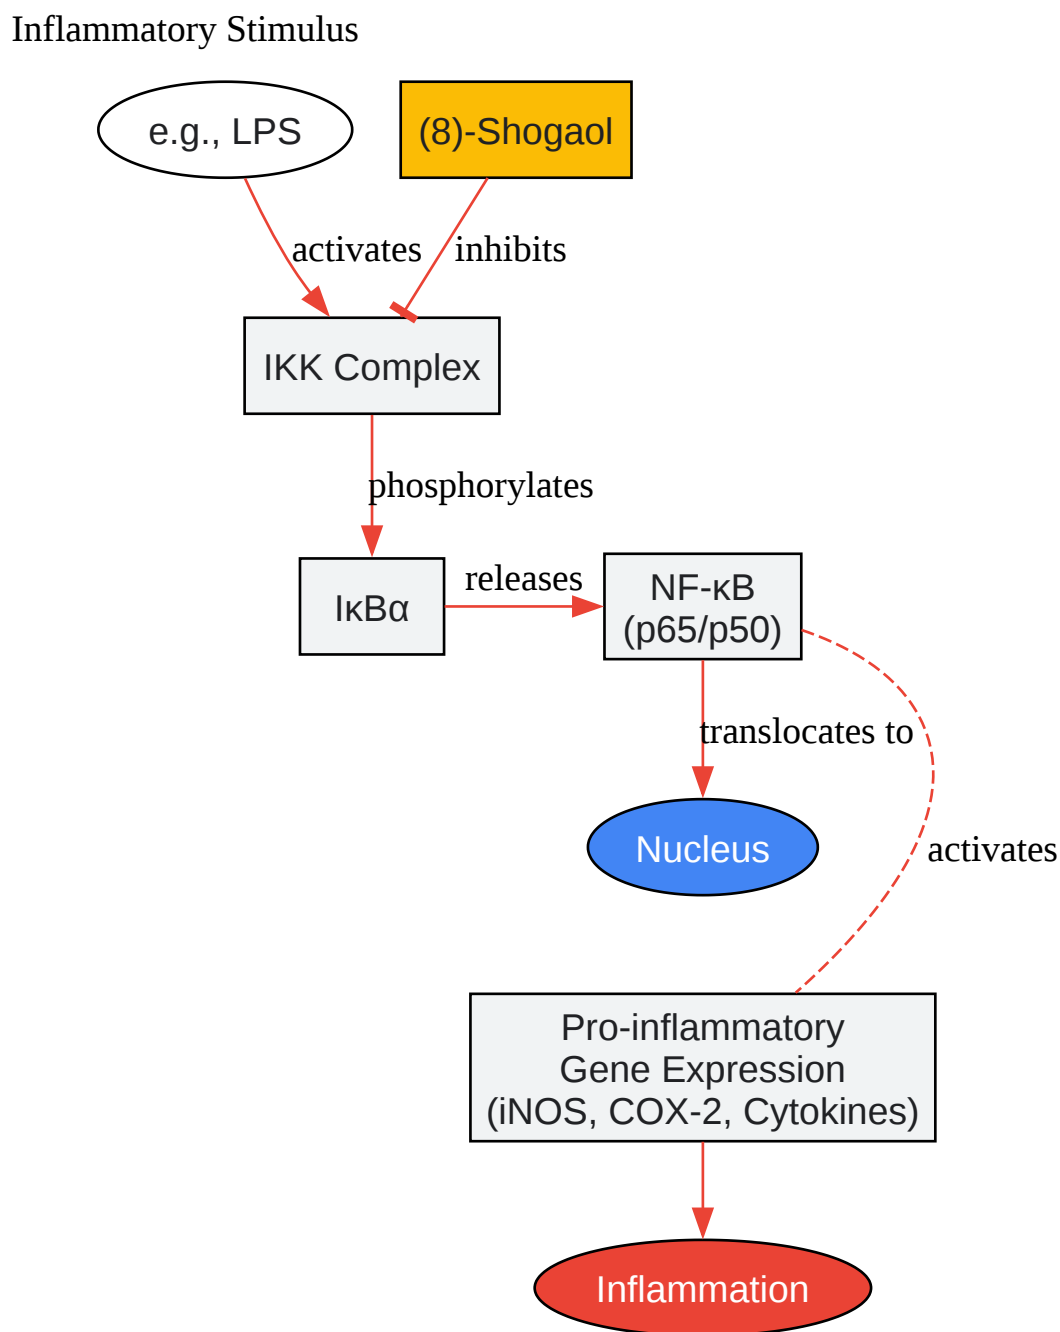 Inflammatory Stimulus
e.g., LPS
(8)-Shogaol
activates
inhibits
IKK Complex
phosphorylates
IκBα
releases
NF-κB
(p65/p50)
translocates to
Nucleus
activates
Pro-inflammatory
Gene Expression
(iNOS, COX-2, Cytokines)
Inflammation